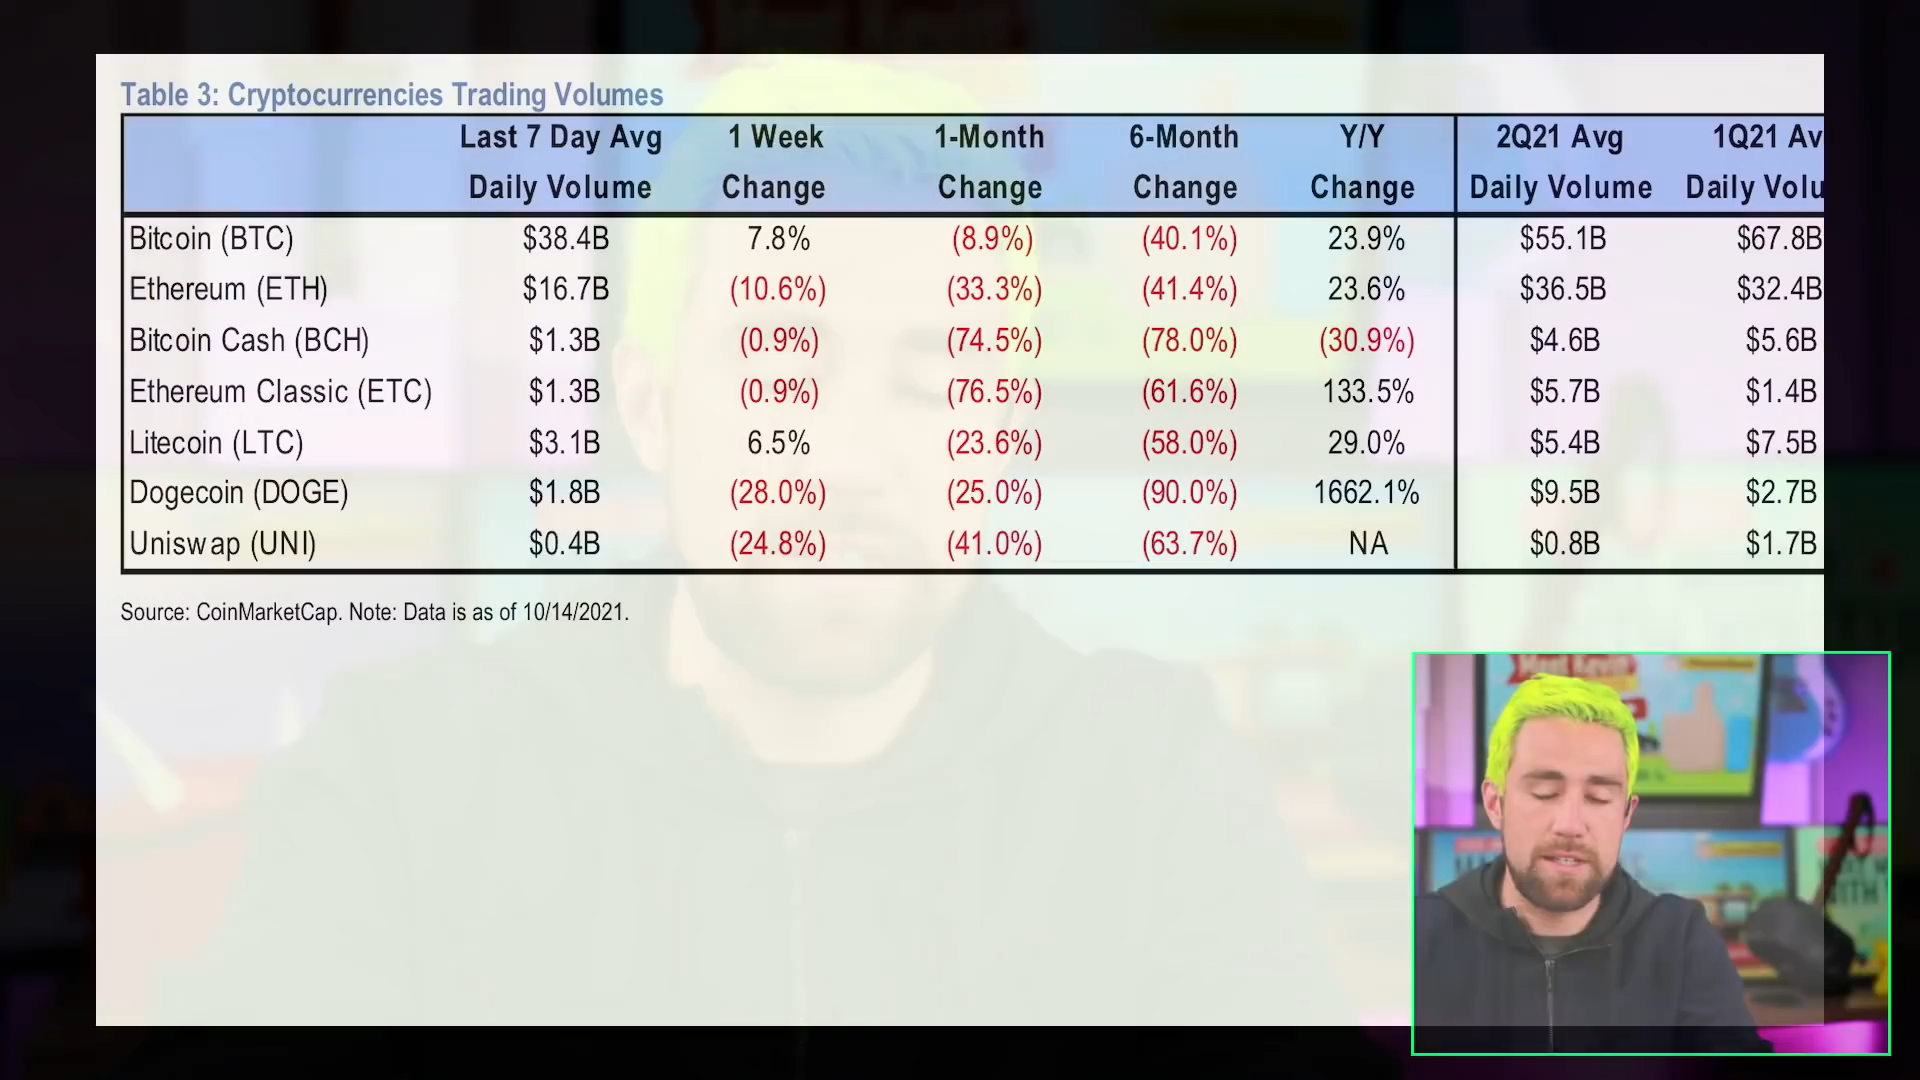 Table 3: Cryptocurrencies Trading Volumes
Last 7 Day Avg 1 Week 1-Month 6-Month Y/Y 2Q21 Avg 1Q21 Av
Daily Volume Change Change Change Change Daily Volume Daily Volu
Bitcoin (BTC) $38.4B 7.8% (8.9%) (40.1%) 23.9% $55.1B $67.8B
Ethereum (ETH) $16.7B (10.6%) (33.3%) (41.4%) 23.6% $36.5B $32.4B
Bitcoin Cash (BCH) $1.3B (0.9%) (74.5%) (78.0%) (30.9%) $4.6B $5.6B
Ethereum Classic (ETC) $1.3B (0.9%) (76.5%) (61.6%) 133.5% $5.7B $1.4B
Litecoin (LTC) $3.1B 6.5% (23.6%) (58.0%) 29.0% $5.4B $7.5B
Dogecoin (DOGE) $1.8B (28.0%) (25.0%) (90.0%) 1662.1% $9.5B $2.7B
Uniswap (UNI) $0.4B (24.8%) (41.0%) (63.7%) NA $0.8B $1.7B
Source: CoinMarketCap. Note: Data is as of 10/14/2021.
Meet Kevin